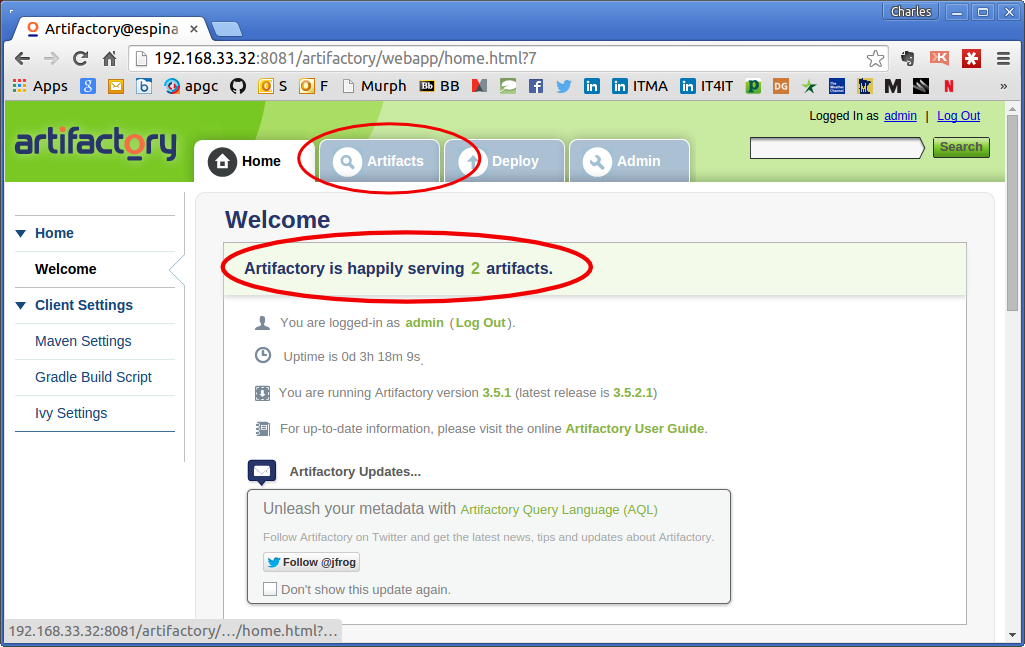 Charles
Artifactory@espina
192.168.33.32:8081/artifactory/webapp/home.html?7
Apps
apgc
S
F
Murph
Bb BB
ITMA
IT4IT
DG
M
N
»
Logged In as admin | Log Out
artifactory
Home
Artifacts
Deploy
Admin
Search
Home
Welcome
Client Settings
Maven Settings
Gradle Build Script
Ivy Settings
Welcome
Artifactory is happily serving 2 artifacts.
You are logged-in as admin (Log Out).
Uptime is 0d 3h 18m 9s.
You are running Artifactory version 3.5.1 (latest release is 3.5.2.1)
For up-to-date information, please visit the online Artifactory User Guide.
Artifactory Updates...
Unleash your metadata with Artifactory Query Language (AQL)
Follow Artifactory on Twitter and get the latest news, tips and updates about Artifactory.
Follow @jfrog
Don't show this update again.
192.168.33.32:8081/artifactory/…/home.html?…